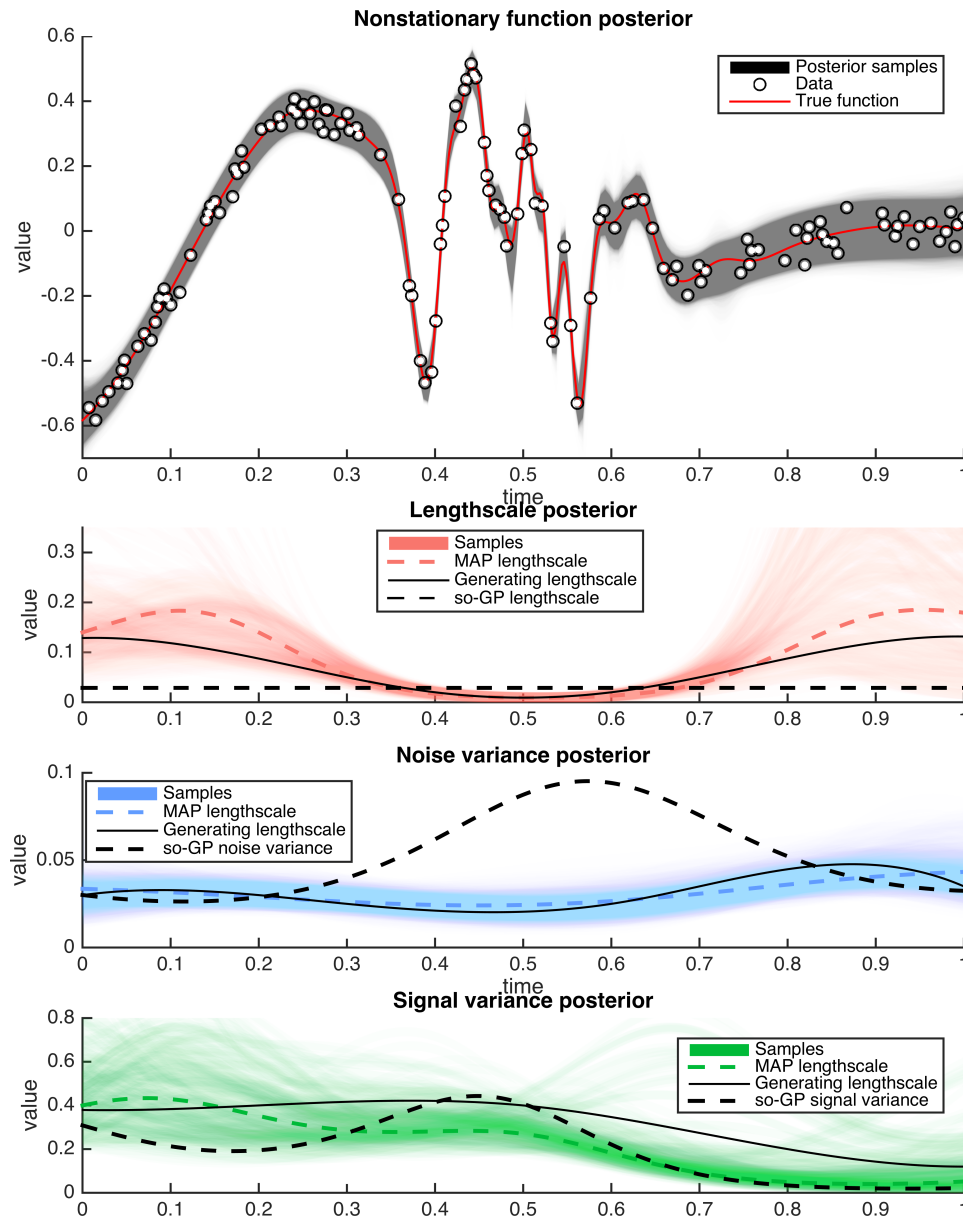 Nonstationary function posterior
0.6
0.4
0.2
0
-0.2
-0.4
-0.6
value
Posterior samples
Data
True function
0 0.1 0.2 0.3 0.4 0.5 0.6 0.7 0.8 0.9 1
time
Lengthscale posterior
0.3
0.2
0.1
0
value
Samples
MAP lengthscale
Generating lengthscale
so-GP lengthscale
0 0.1 0.2 0.3 0.4 0.5 0.6 0.7 0.8 0.9 1
Noise variance posterior
0.1
0.05
0
value
Samples
MAP lengthscale
Generating lengthscale
so-GP noise variance
0 0.1 0.2 0.3 0.4 0.5 0.6 0.7 0.8 0.9 1
time
Signal variance posterior
0.8
0.6
0.4
0.2
0
value
Samples
MAP lengthscale
Generating lengthscale
so-GP signal variance
0 0.1 0.2 0.3 0.4 0.5 0.6 0.7 0.8 0.9 1